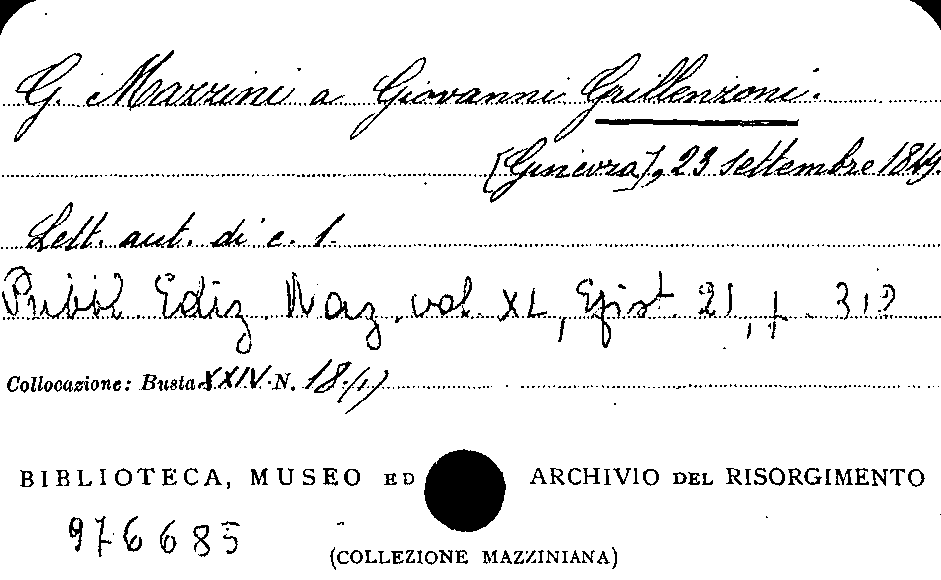 G. Mazzini a Giovanni Grillenzoni.
[Ginevra], 23 settembre 1849.
Lett. aut. di c. 1.
Pubbl. Ediz. Naz. vol. XL, Epist. 21, p. 312
Collocazione: Busta XXIV N. 18(1)
BIBLIOTECA, MUSEO ED ARCHIVIO DEL RISORGIMENTO
976685
(COLLEZIONE MAZZINIANA)